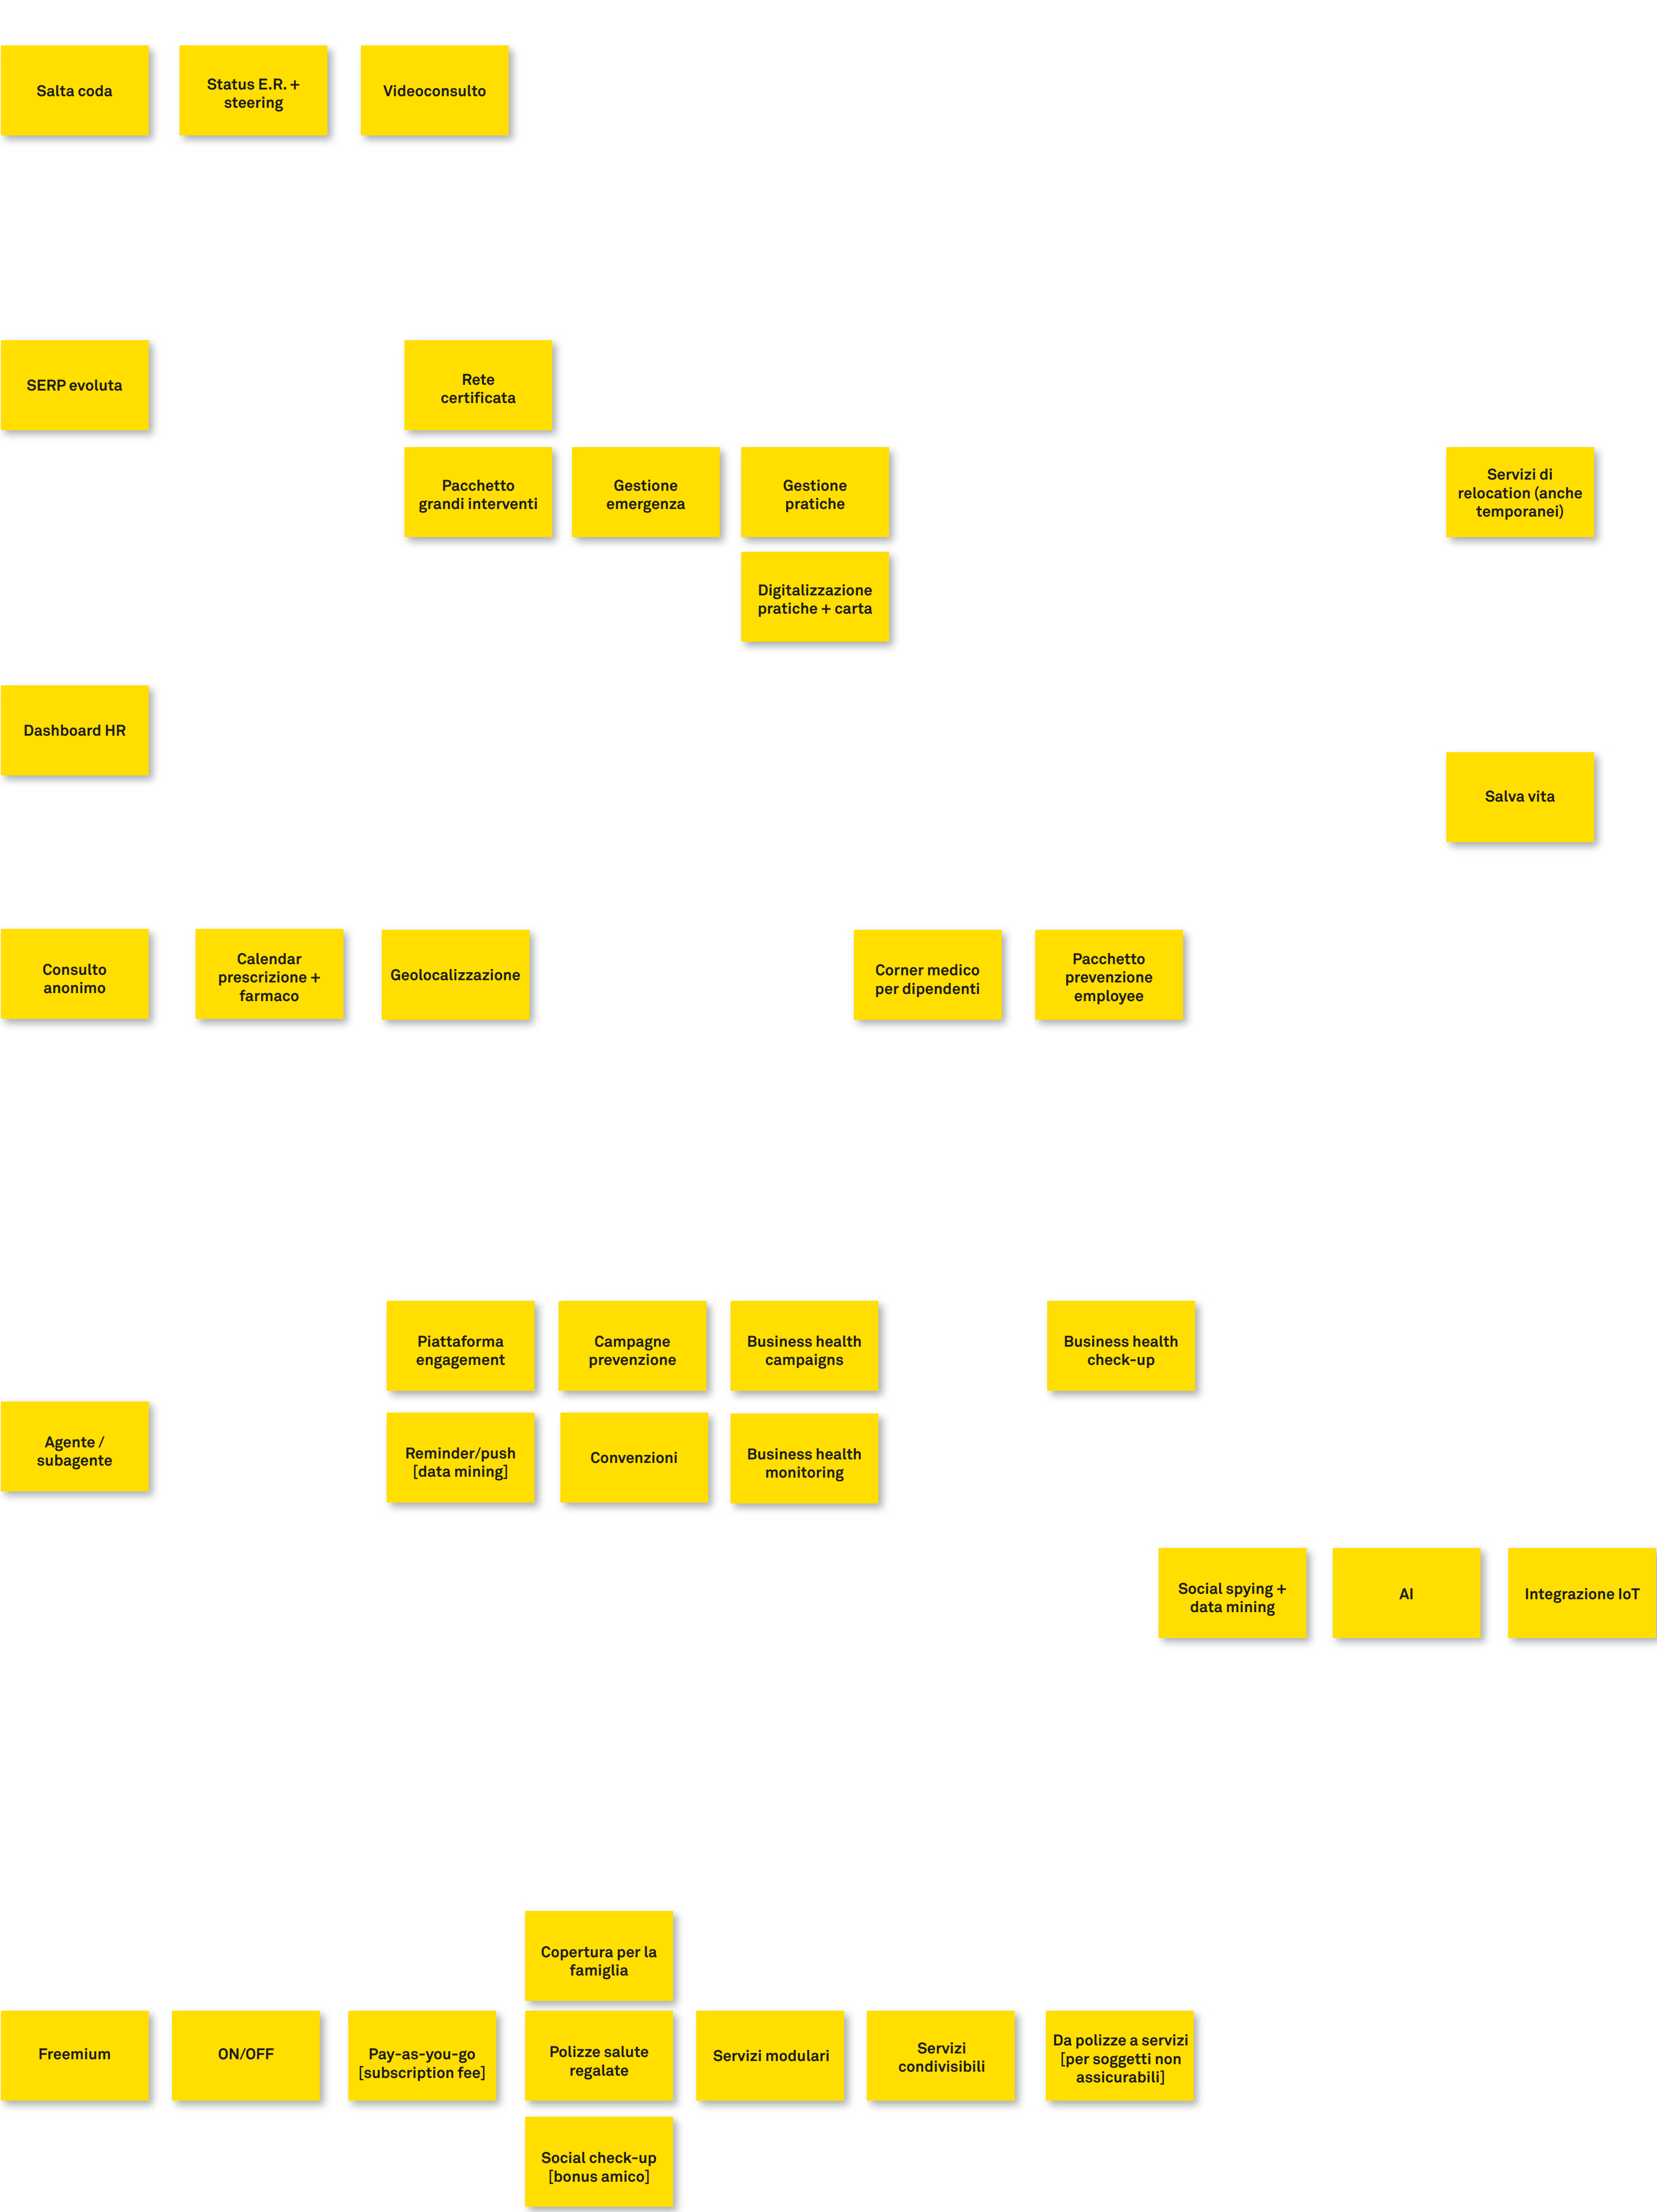 Salta coda
Status E.R. +
steering
Videoconsulto
SERP evoluta
Rete
certificata
Pacchetto
grandi interventi
Gestione
emergenza
Gestione
pratiche
Servizi di
relocation (anche
temporanei)
Digitalizzazione
pratiche + carta
Dashboard HR
Salva vita
Consulto
anonimo
Calendar
prescrizione +
farmaco
Geolocalizzazione
Corner medico
per dipendenti
Pacchetto
prevenzione
employee
Piattaforma
engagement
Campagne
prevenzione
Business health
campaigns
Business health
check-up
Agente /
subagente
Reminder/push
[data mining]
Convenzioni
Business health
monitoring
Social spying +
data mining
AI
Integrazione IoT
Copertura per la
famiglia
Freemium
ON/OFF
Pay-as-you-go
[subscription fee]
Polizze salute
regalate
Servizi modulari
Servizi
condivisibili
Da polizze a servizi
[per soggetti non
assicurabili]
Social check-up
[bonus amico]